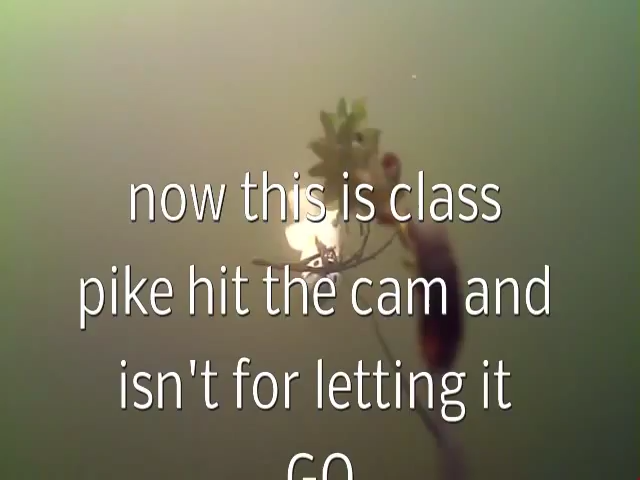 now this is class
pike hit the cam and
isn't for letting it
GO